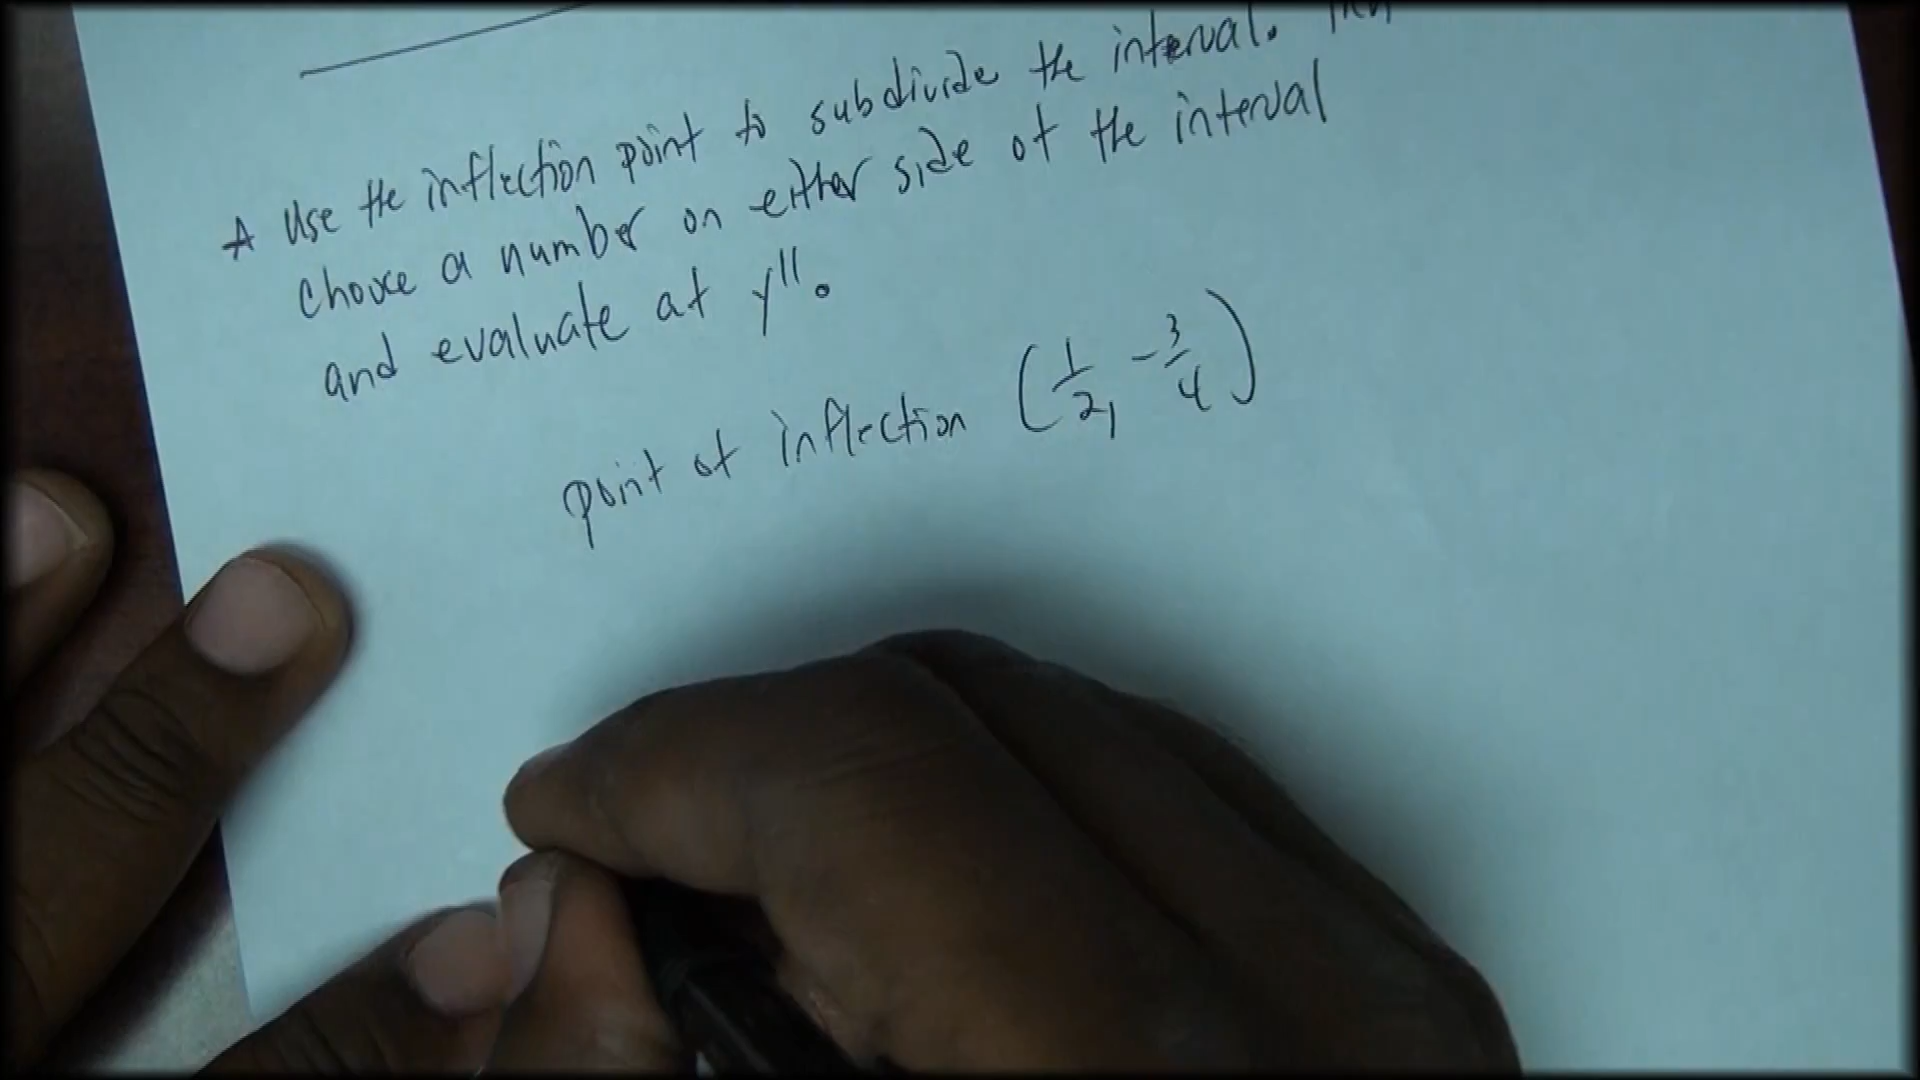 * Use the inflection point to subdivide the interval. Then
choose a number on either side of the interval
and evaluate at y''.
point of inflection (1/2, -3/4)